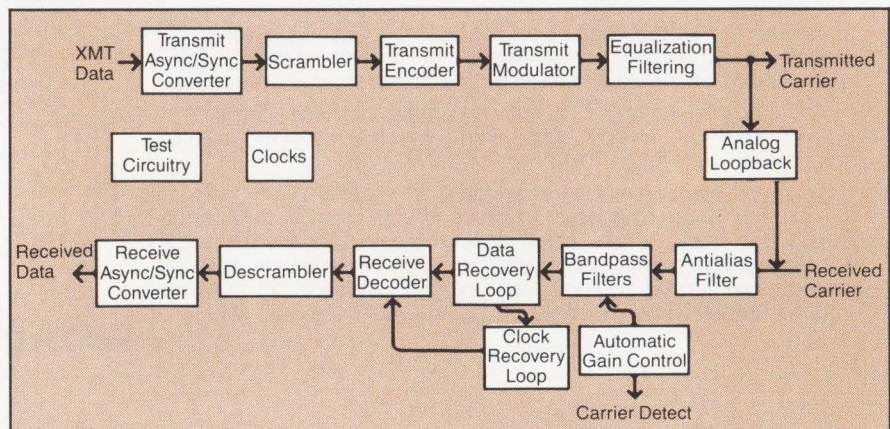 XMT
Data
Transmit
Async/Sync
Converter
Scrambler
Transmit
Encoder
Transmit
Modulator
Equalization
Filtering
Transmitted
Carrier
Test
Circuitry
Clocks
Analog
Loopback
Received
Data
Receive
Async/Sync
Converter
Descrambler
Receive
Decoder
Data
Recovery
Loop
Bandpass
Filters
Antialias
Filter
Received
Carrier
Clock
Recovery
Loop
Automatic
Gain Control
Carrier Detect